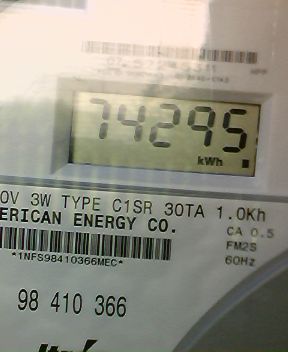 74295
kWh
0V 3W TYPE C1SR 30TA 1.0Kh
ERICAN ENERGY CO.
CA 0.5
FM2S
*1NFS98410366MEC*
60Hz
98 410 366